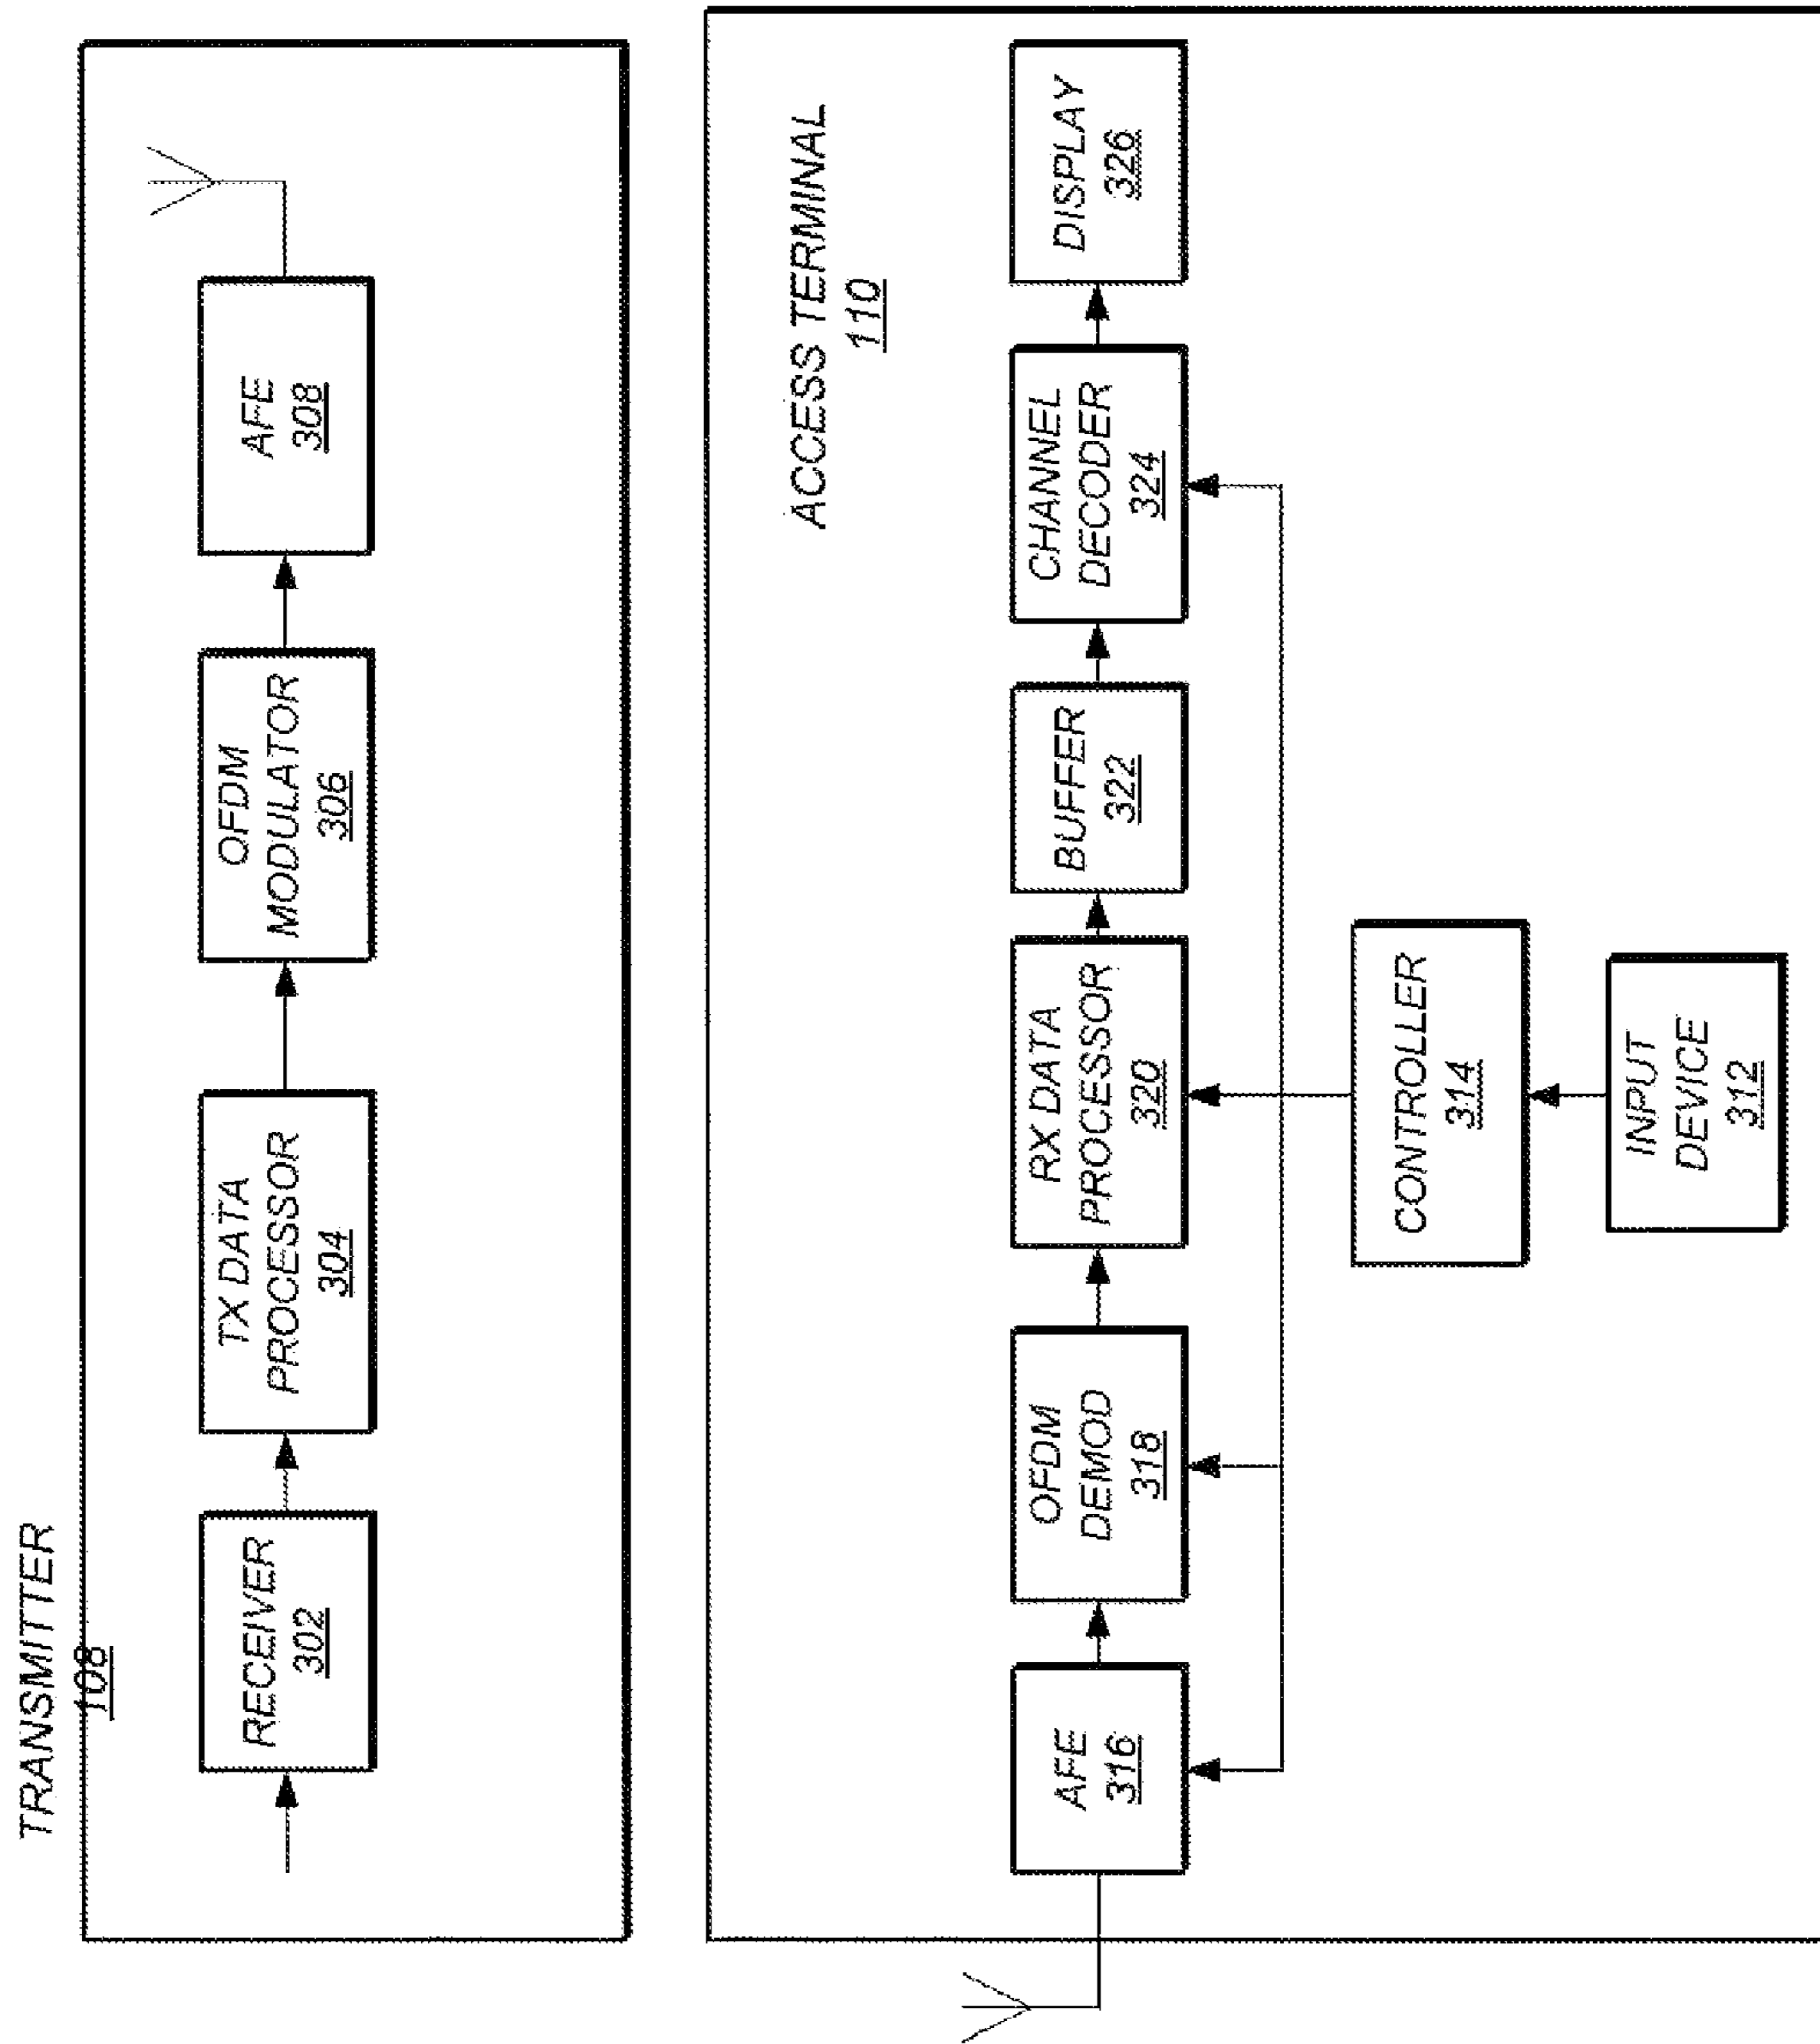 TRANSMITTER
108
RECEIVER
302
TX DATA
PROCESSOR
304
OFDM
MODULATOR
306
AFE
308
ACCESS TERMINAL
110
AFE
316
OFDM
DEMOD
318
RX DATA
PROCESSOR
320
BUFFER
322
CHANNEL
DECODER
324
DISPLAY
326
CONTROLLER
314
INPUT
DEVICE
312